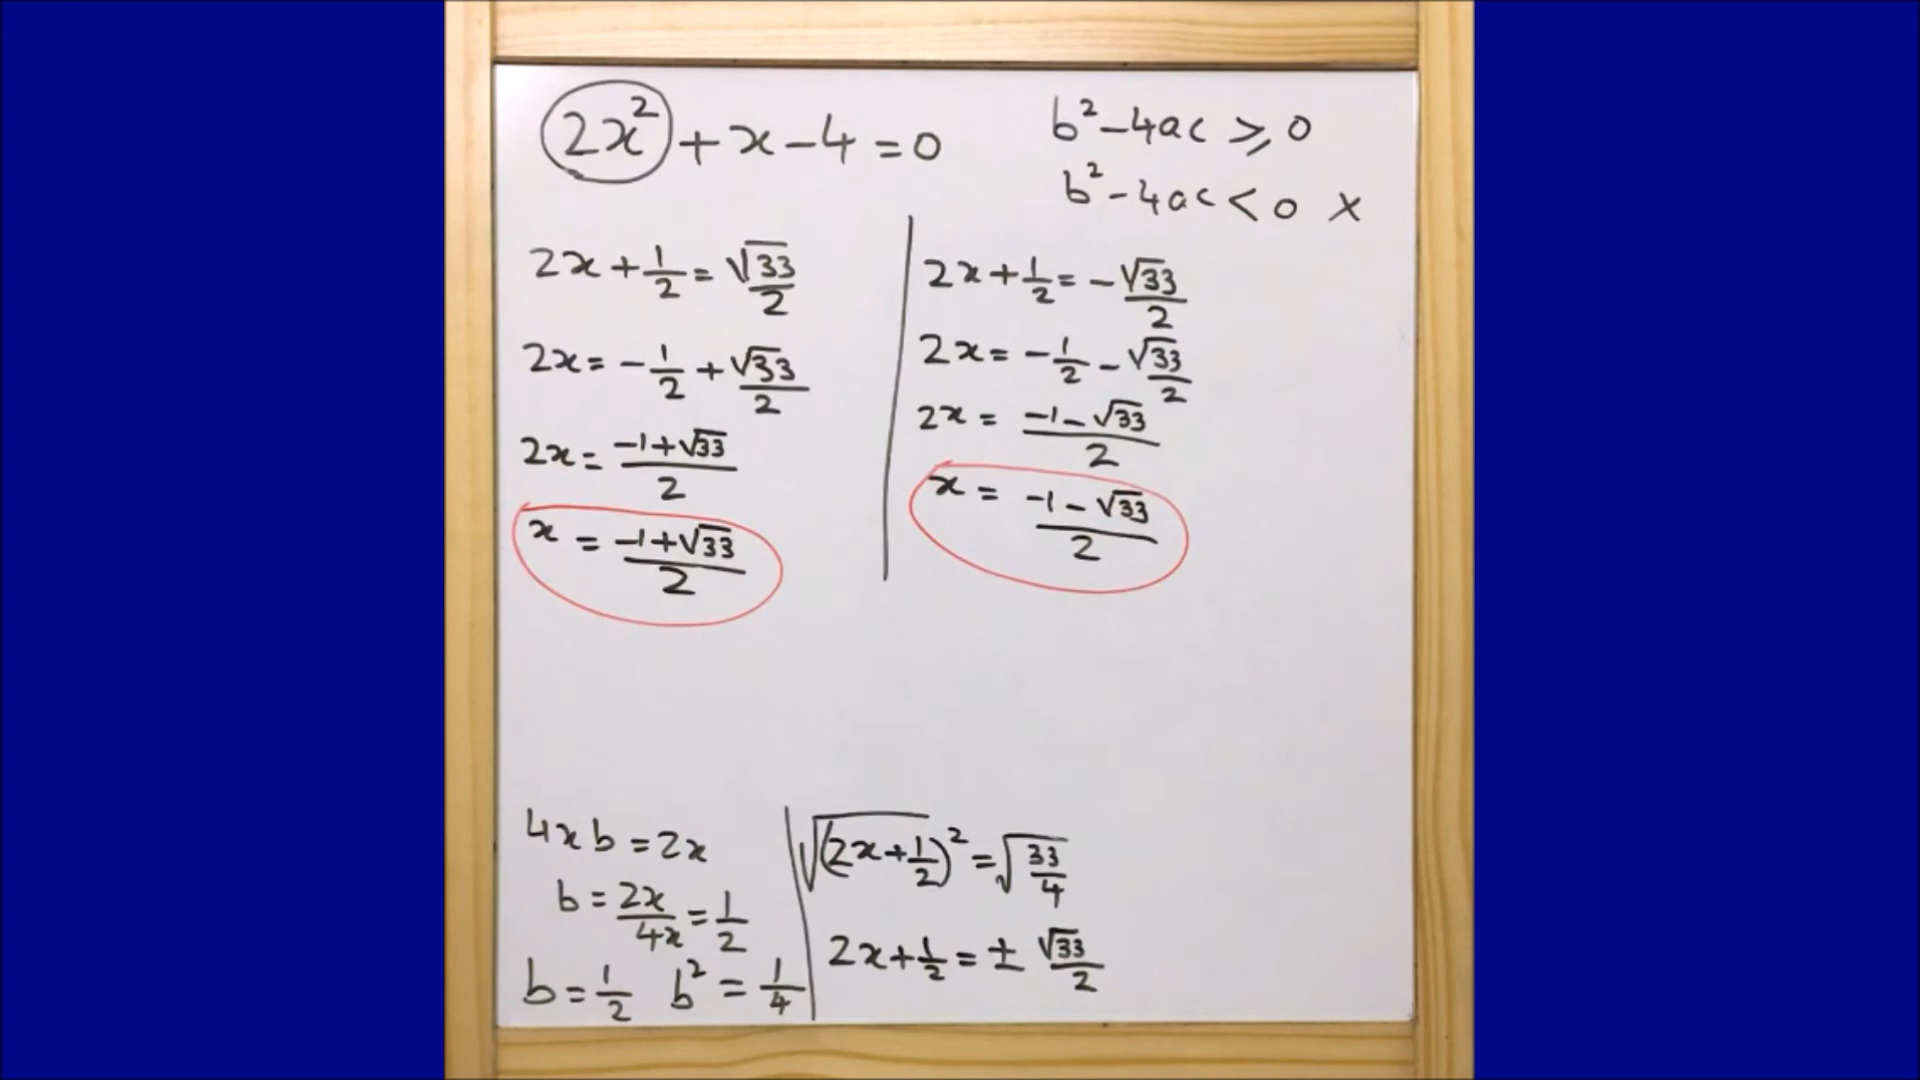 2x² + x - 4 = 0
b² - 4ac ≥ 0
b² - 4ac < 0 ×
2x + 1/2 = √33/2
2x = -1/2 + √33/2
2x = (-1+√33)/2
x = (-1+√33)/2
2x + 1/2 = -√33/2
2x = -1/2 - √33/2
2x = (-1-√33)/2
x = (-1-√33)/2
4xb = 2x
b = 2x/4x = 1/2
b = 1/2 b² = 1/4
√(2x+1/2)² = √33/4
2x + 1/2 = ± √33/2